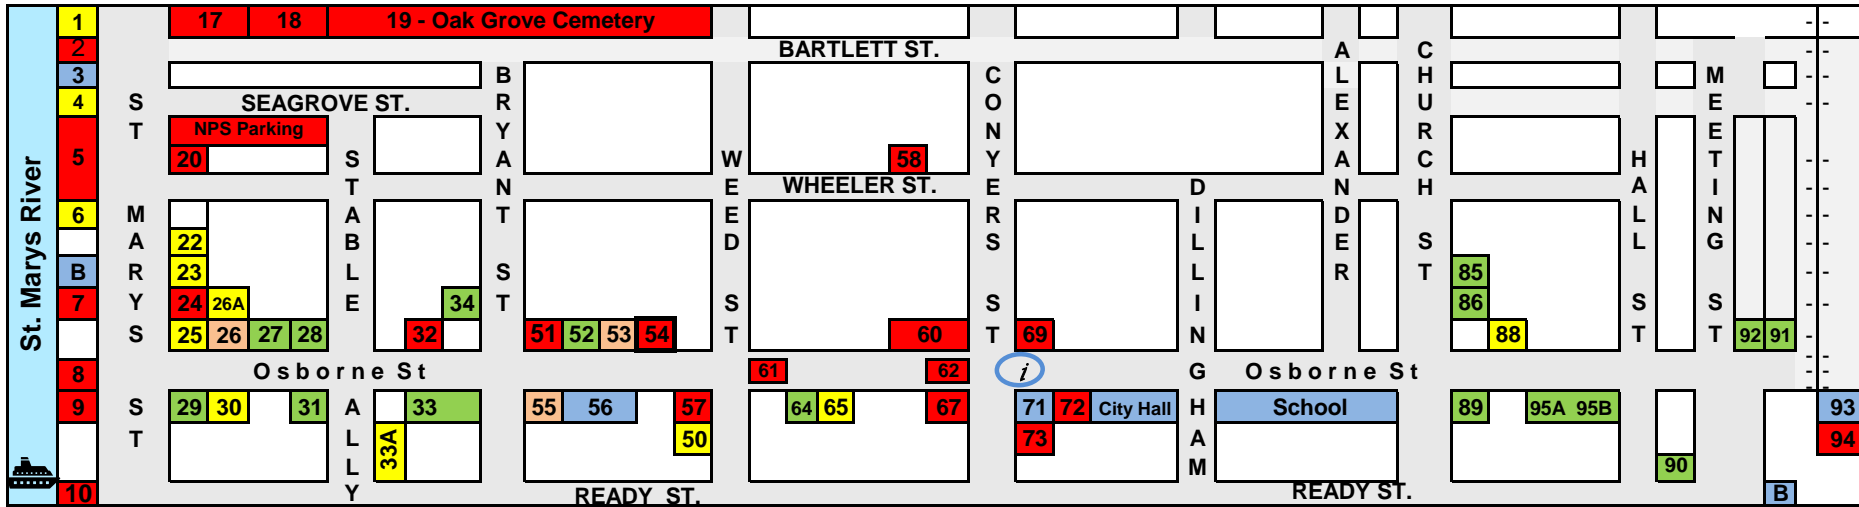 1
17 18 19 - Oak Grove Cemetery
2
BARTLETT ST.
3
4
SEAGROVE ST.
NPS Parking
5
20
58
WHEELER ST.
6
22
B
23
85
7
24 26A 34
86
25 26 27 28 32 51 52 53 54 60 69 88 92 91
8
Osborne St
61 62 i
Osborne St
9
29 30 31 33 55 56 57 64 65 67 71 72 City Hall School 89 95A 95B 93
33A
50 73 94
90
10
READY ST.
READY ST.
B
St. Marys River
ST MARYS ST
STABLE ALLY
BRYANT ST
WEED ST
CONYERS ST
DILLINGHAM
ALEXANDER
CHURCH ST
HALL ST
MEETING ST